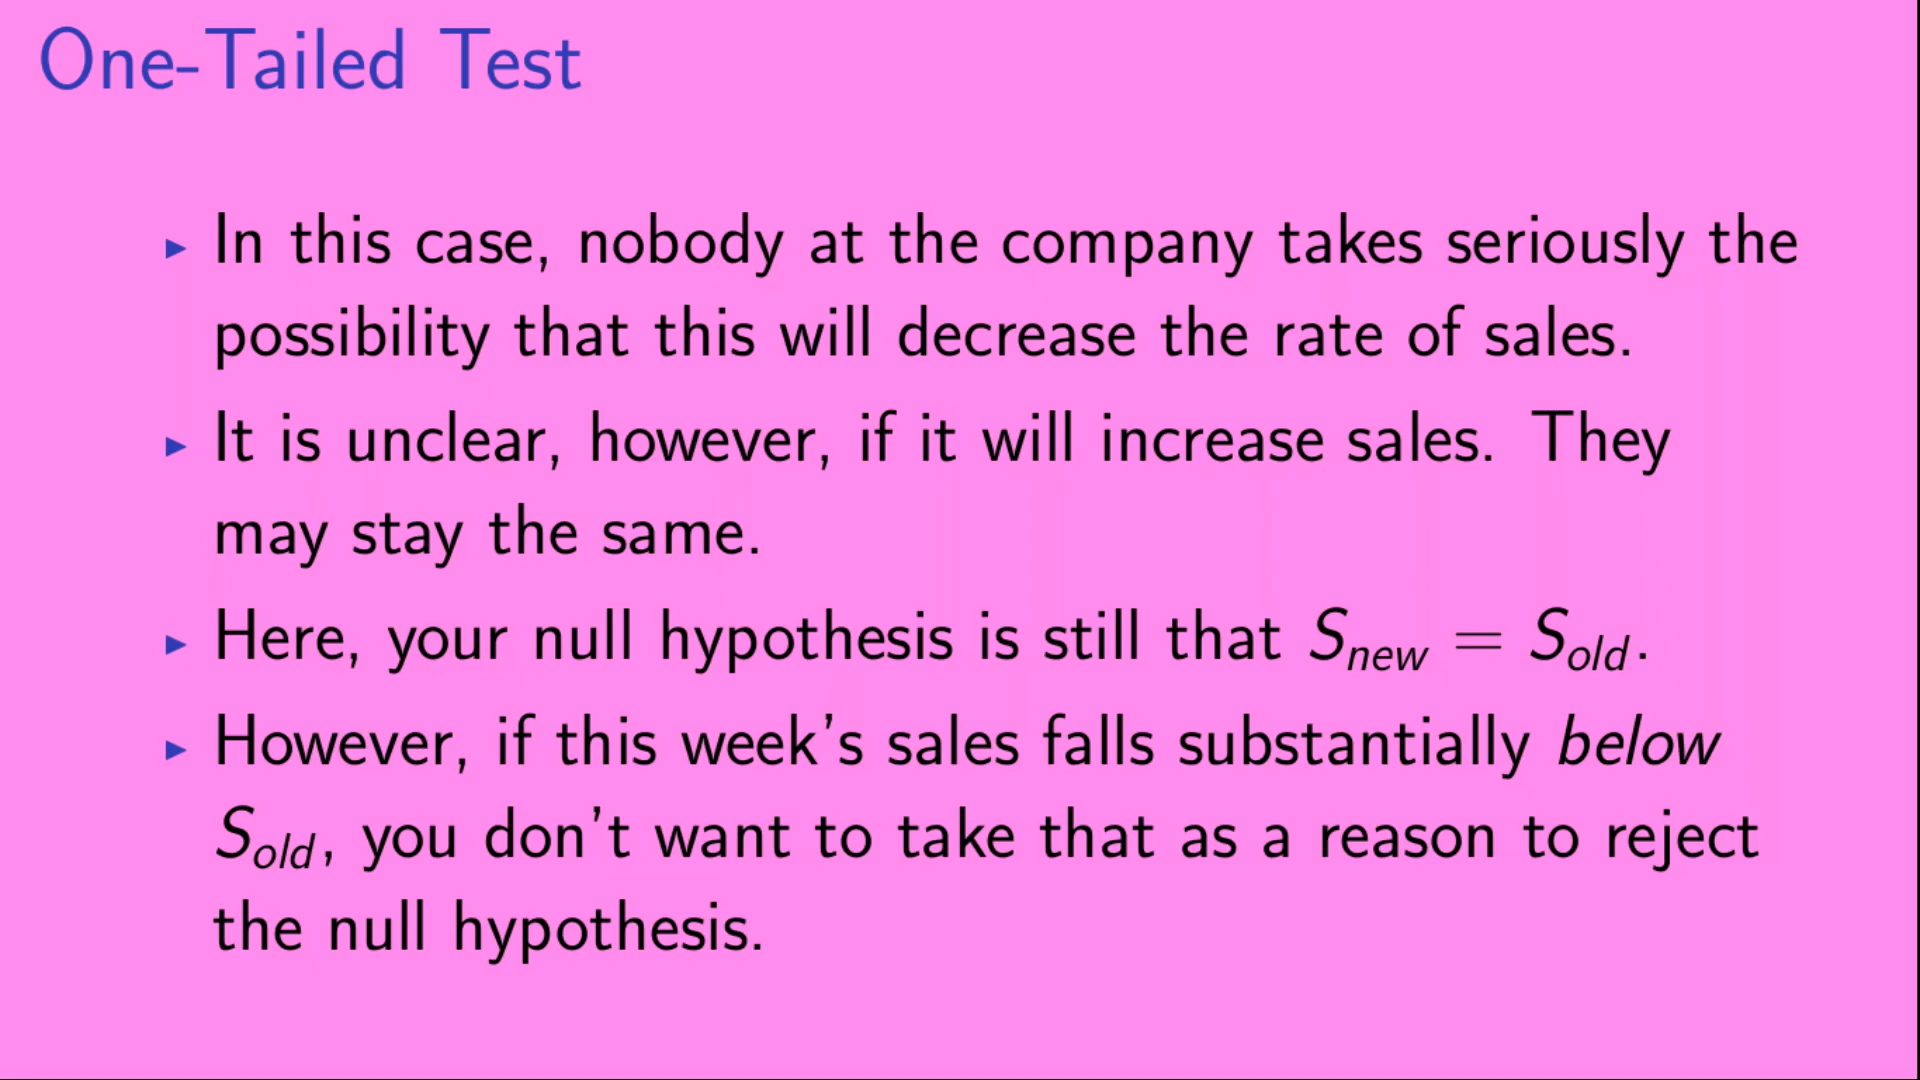 One-Tailed Test
▶ In this case, nobody at the company takes seriously the
possibility that this will decrease the rate of sales.
▶ It is unclear, however, if it will increase sales. They
may stay the same.
▶ Here, your null hypothesis is still that S_new = S_old.
▶ However, if this week's sales falls substantially below
S_old, you don't want to take that as a reason to reject
the null hypothesis.